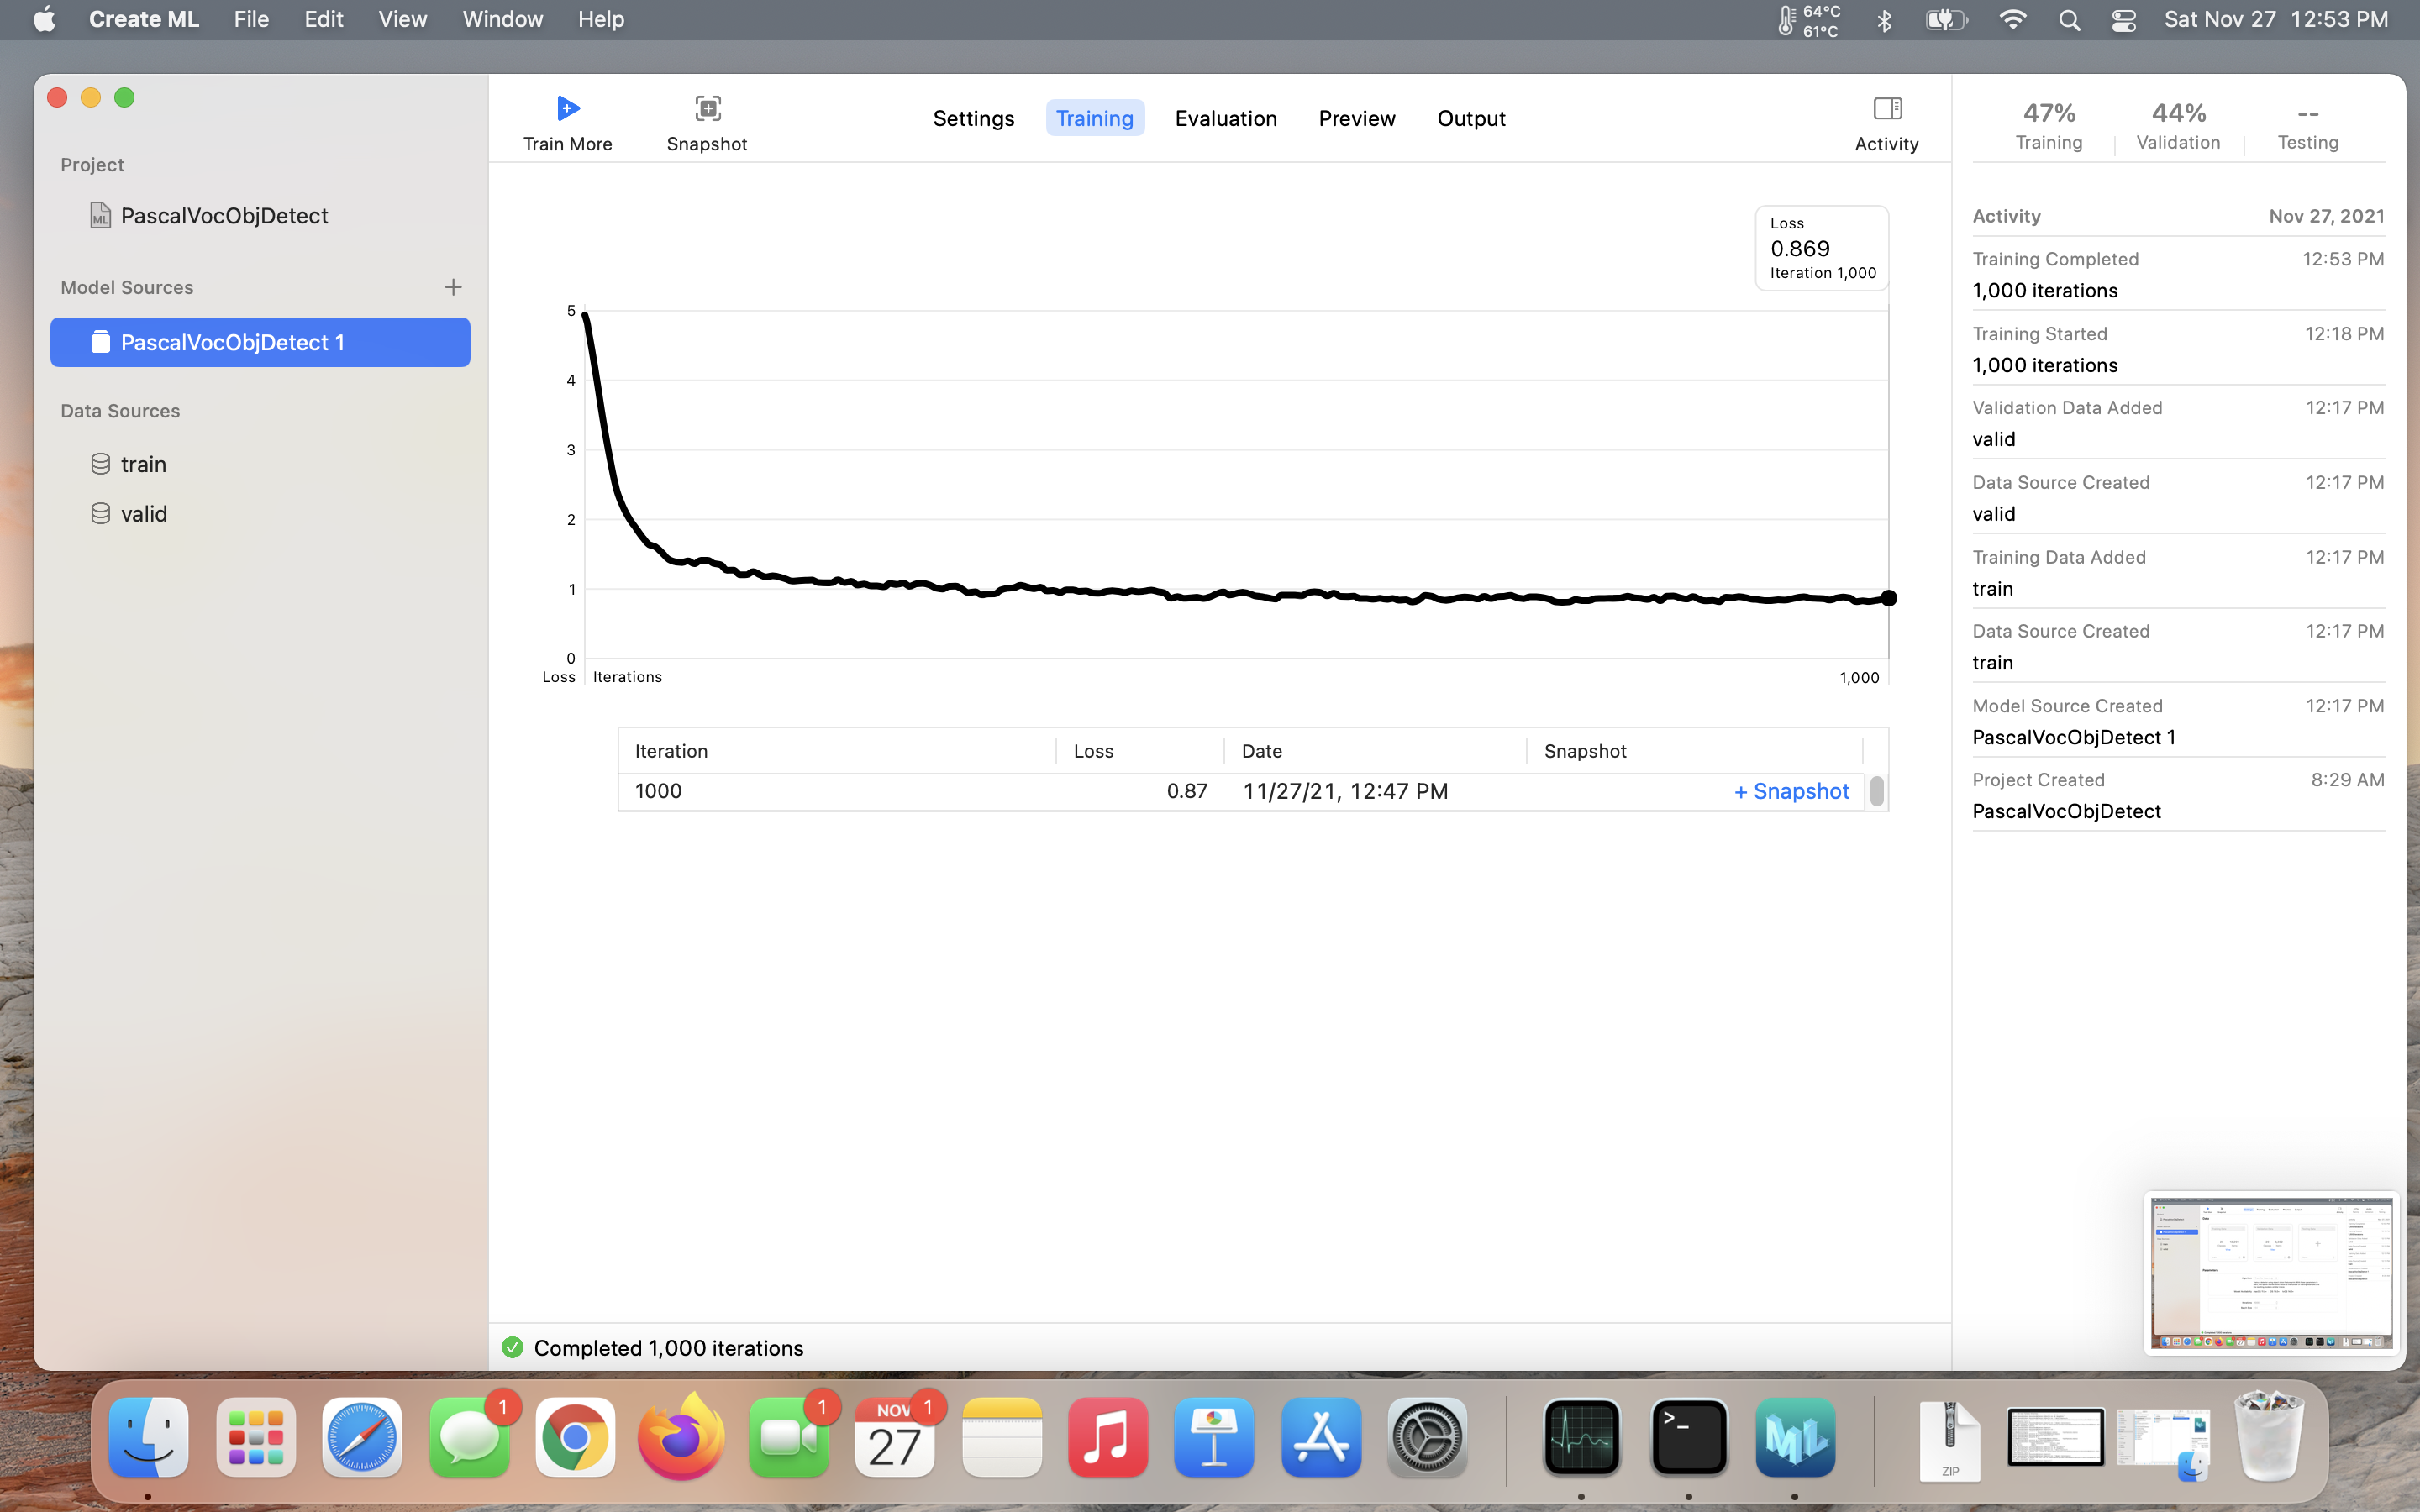 Create ML File Edit View Window Help 64°C 61°C Sat Nov 27 12:53 PM
Project
PascalVocObjDetect
Model Sources +
PascalVocObjDetect 1
Data Sources
train
valid
Train More Snapshot Settings Training Evaluation Preview Output Activity
47% 44% --
Training Validation Testing
Loss
0.869
Iteration 1,000
5
4
3
2
1
0
Loss Iterations 1,000
Iteration Loss Date Snapshot
1000 0.87 11/27/21, 12:47 PM + Snapshot
Completed 1,000 iterations
Activity Nov 27, 2021
Training Completed 12:53 PM
1,000 iterations
Training Started 12:18 PM
1,000 iterations
Validation Data Added 12:17 PM
valid
Data Source Created 12:17 PM
valid
Training Data Added 12:17 PM
train
Data Source Created 12:17 PM
train
Model Source Created 12:17 PM
PascalVocObjDetect 1
Project Created 8:29 AM
PascalVocObjDetect
1 1 NOV 1
27
>_
ML
ZIP